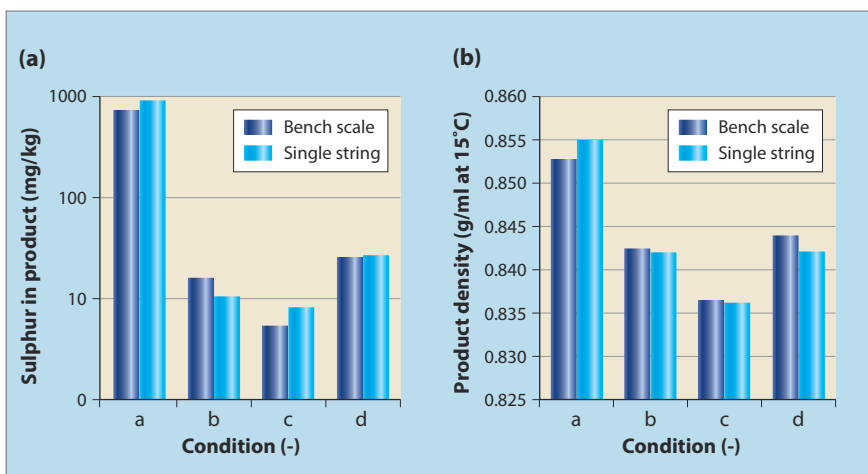 (a)
Sulphur in product (mg/kg)
1000
100
10
0
Bench scale
Single string
a b c d
Condition (-)
(b)
Product density (g/ml at 15˚C)
0.860
0.855
0.850
0.845
0.840
0.835
0.830
0.825
Bench scale
Single string
a b c d
Condition (-)